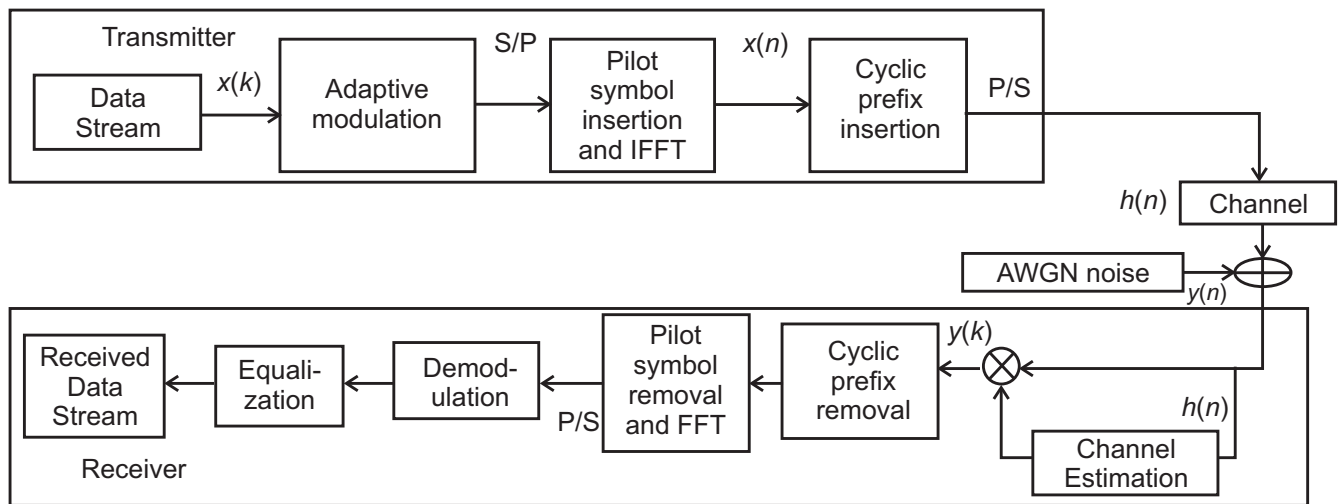 Transmitter
Data
Stream
x(k)
Adaptive
modulation
S/P
Pilot
symbol
insertion
and IFFT
x(n)
Cyclic
prefix
insertion
P/S
h(n)
Channel
AWGN noise
y(n)
Received
Data
Stream
Equali-
zation
Demod-
ulation
P/S
Pilot
symbol
removal
and FFT
Cyclic
prefix
removal
y(k)
h(n)
Channel
Estimation
Receiver